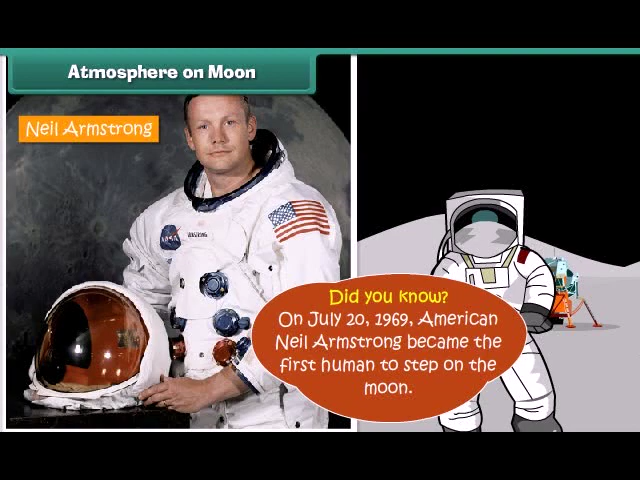 Atmosphere on Moon
Neil Armstrong
NASA
Did you know?
On July 20, 1969, American
Neil Armstrong became the
first human to step on the
moon.